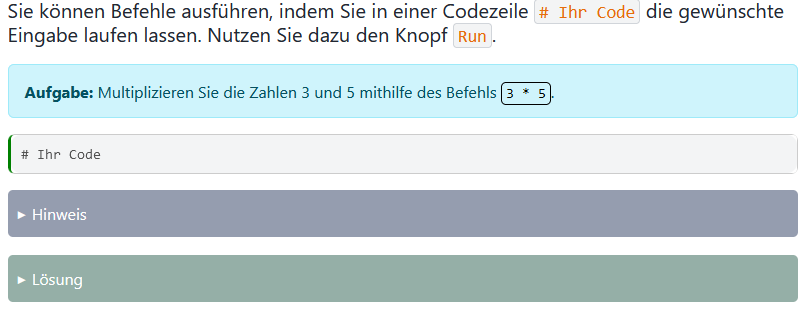 Sie können Befehle ausführen, indem Sie in einer Codezeile # Ihr Code die gewünschte
Eingabe laufen lassen. Nutzen Sie dazu den Knopf Run.
Aufgabe: Multiplizieren Sie die Zahlen 3 und 5 mithilfe des Befehls 3 * 5.
# Ihr Code
▸ Hinweis
▸ Lösung